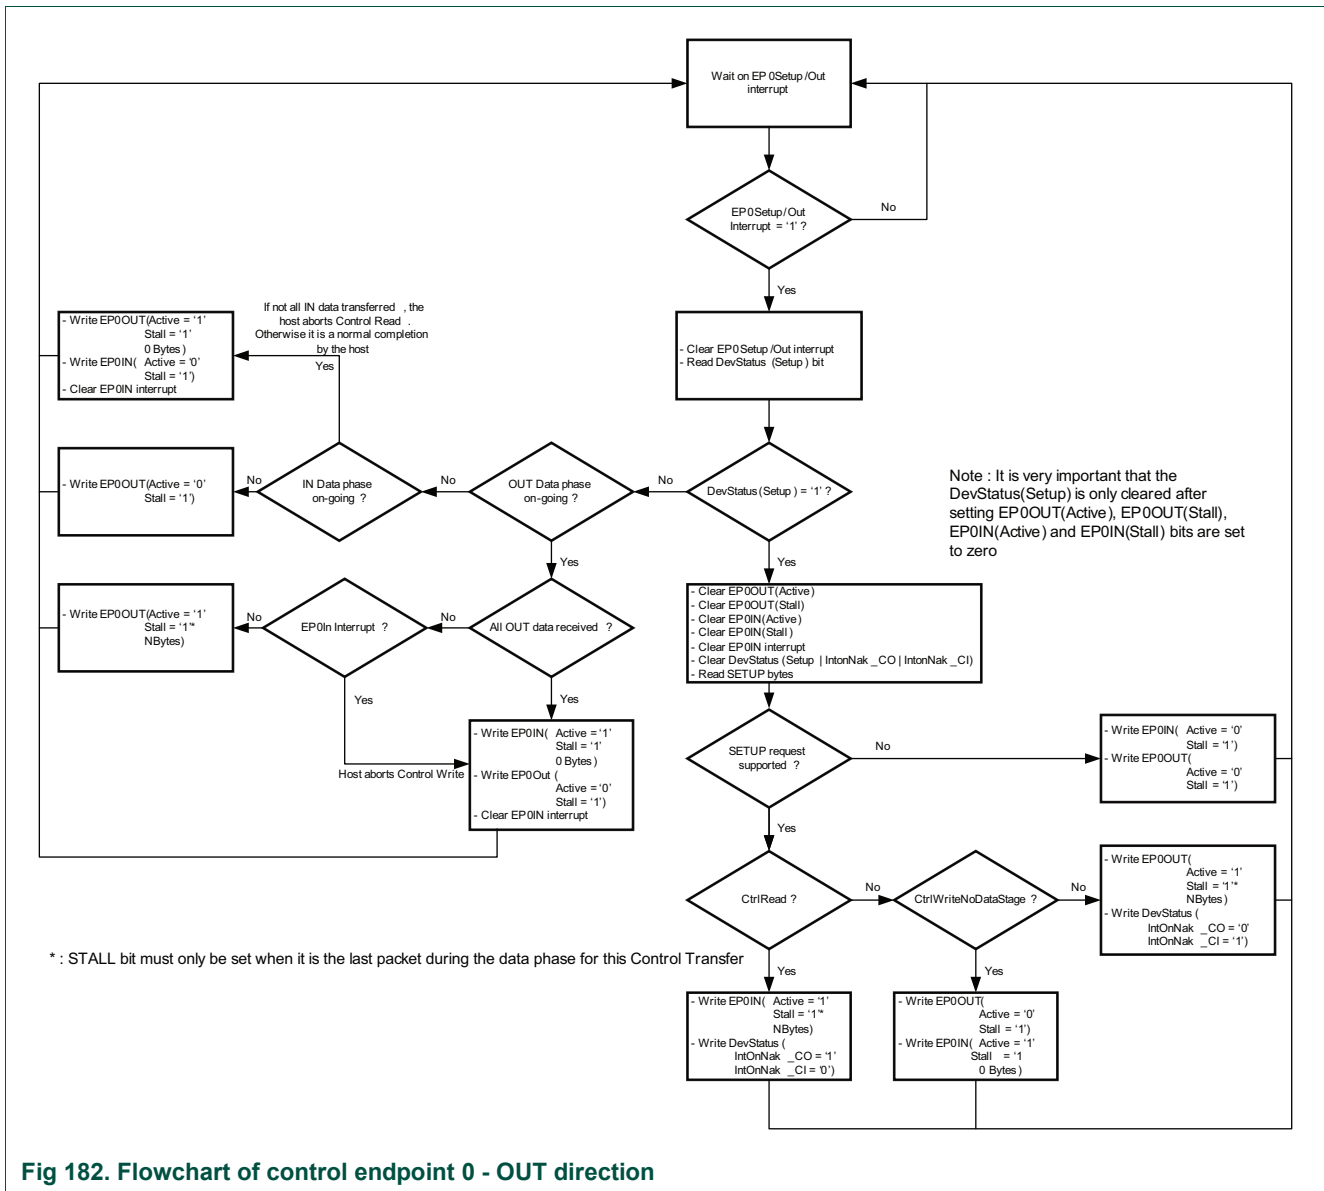 Wait on EP0Setup/Out
interrupt
EP0Setup/Out
Interrupt = '1' ?
No
Yes
- Clear EP0Setup/Out interrupt
- Read DevStatus (Setup) bit
If not all IN data transferred , the
host aborts Control Read .
Otherwise it is a normal completion
by the host
Yes
- Write EP0OUT(Active = '1'
Stall = '1'
0 Bytes)
- Write EP0IN( Active = '0'
Stall = '1')
- Clear EP0IN interrupt
DevStatus(Setup) = '1' ?
No
OUT Data phase
on-going ?
No
IN Data phase
on-going ?
No
- Write EP0OUT(Active = '0'
Stall = '1')
Note : It is very important that the
DevStatus(Setup) is only cleared after
setting EP0OUT(Active), EP0OUT(Stall),
EP0IN(Active) and EP0IN(Stall) bits are set
to zero
Yes
Yes
All OUT data received ?
No
EP0In Interrupt ?
No
- Write EP0OUT(Active = '1'
Stall = '1'*
NBytes)
- Clear EP0OUT(Active)
- Clear EP0OUT(Stall)
- Clear EP0IN(Active)
- Clear EP0IN(Stall)
- Clear EP0IN interrupt
- Clear DevStatus (Setup | IntonNak _CO | IntonNak _CI)
- Read SETUP bytes
Yes
Yes
Host aborts Control Write
- Write EP0IN( Active = '1'
Stall = '1'
0 Bytes)
- Write EP0Out (
Active = '0'
Stall = '1')
- Clear EP0IN interrupt
SETUP request
supported ?
No
- Write EP0IN( Active = '0'
Stall = '1')
- Write EP0OUT(
Active = '0'
Stall = '1')
Yes
CtrlRead ?
No
CtrlWriteNoDataStage ?
No
- Write EP0OUT(
Active = '1'
Stall = '1'*
NBytes)
- Write DevStatus (
IntOnNak _CO = '0'
IntOnNak _CI = '1')
* : STALL bit must only be set when it is the last packet during the data phase for this Control Transfer
Yes
Yes
- Write EP0IN( Active = '1'
Stall = '1'*
NBytes)
- Write DevStatus (
IntOnNak _CO = '1'
IntOnNak _CI = '0')
- Write EP0OUT(
Active = '0'
Stall = '1')
- Write EP0IN( Active = '1'
Stall = '1
0 Bytes)
Fig 182. Flowchart of control endpoint 0 - OUT direction